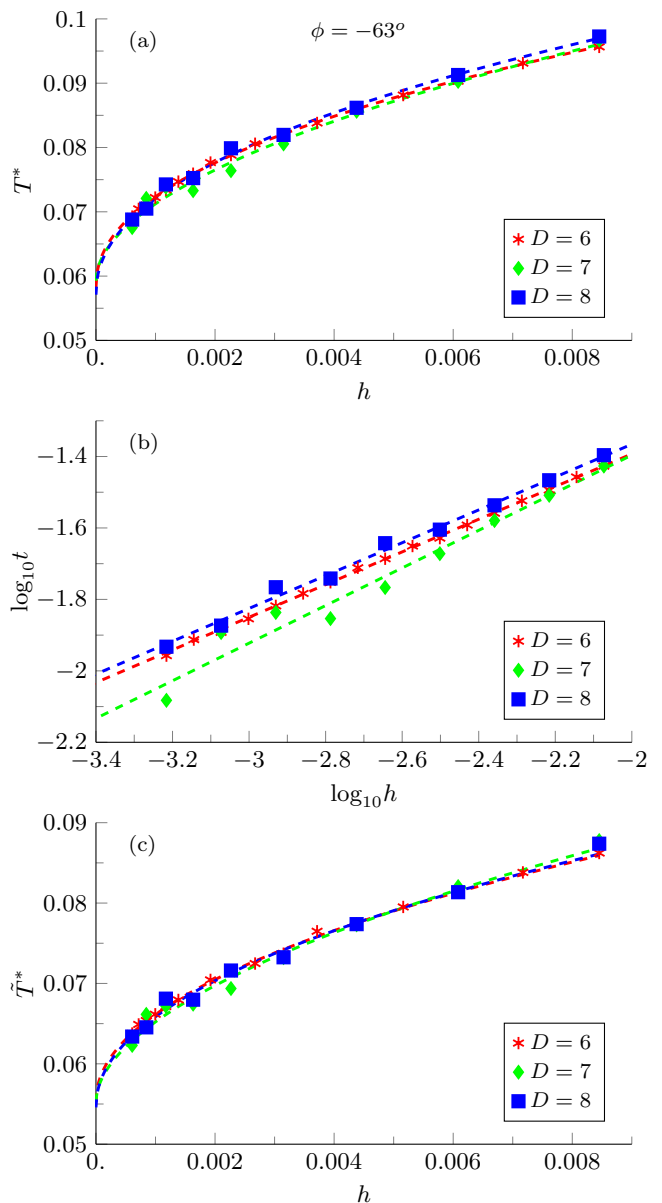 (a)
ϕ = −63ᵒ
0.1
0.09
0.08
0.07
0.06
0.05
T*
D = 6
D = 7
D = 8
0.
0.002
0.004
0.006
0.008
h
(b)
−1.4
−1.6
−1.8
−2
−2.2
log₁₀t
D = 6
D = 7
D = 8
−3.4
−3.2
−3
−2.8
−2.6
−2.4
−2.2
−2
log₁₀h
(c)
0.09
0.08
0.07
0.06
0.05
T̃*
D = 6
D = 7
D = 8
0.
0.002
0.004
0.006
0.008
h